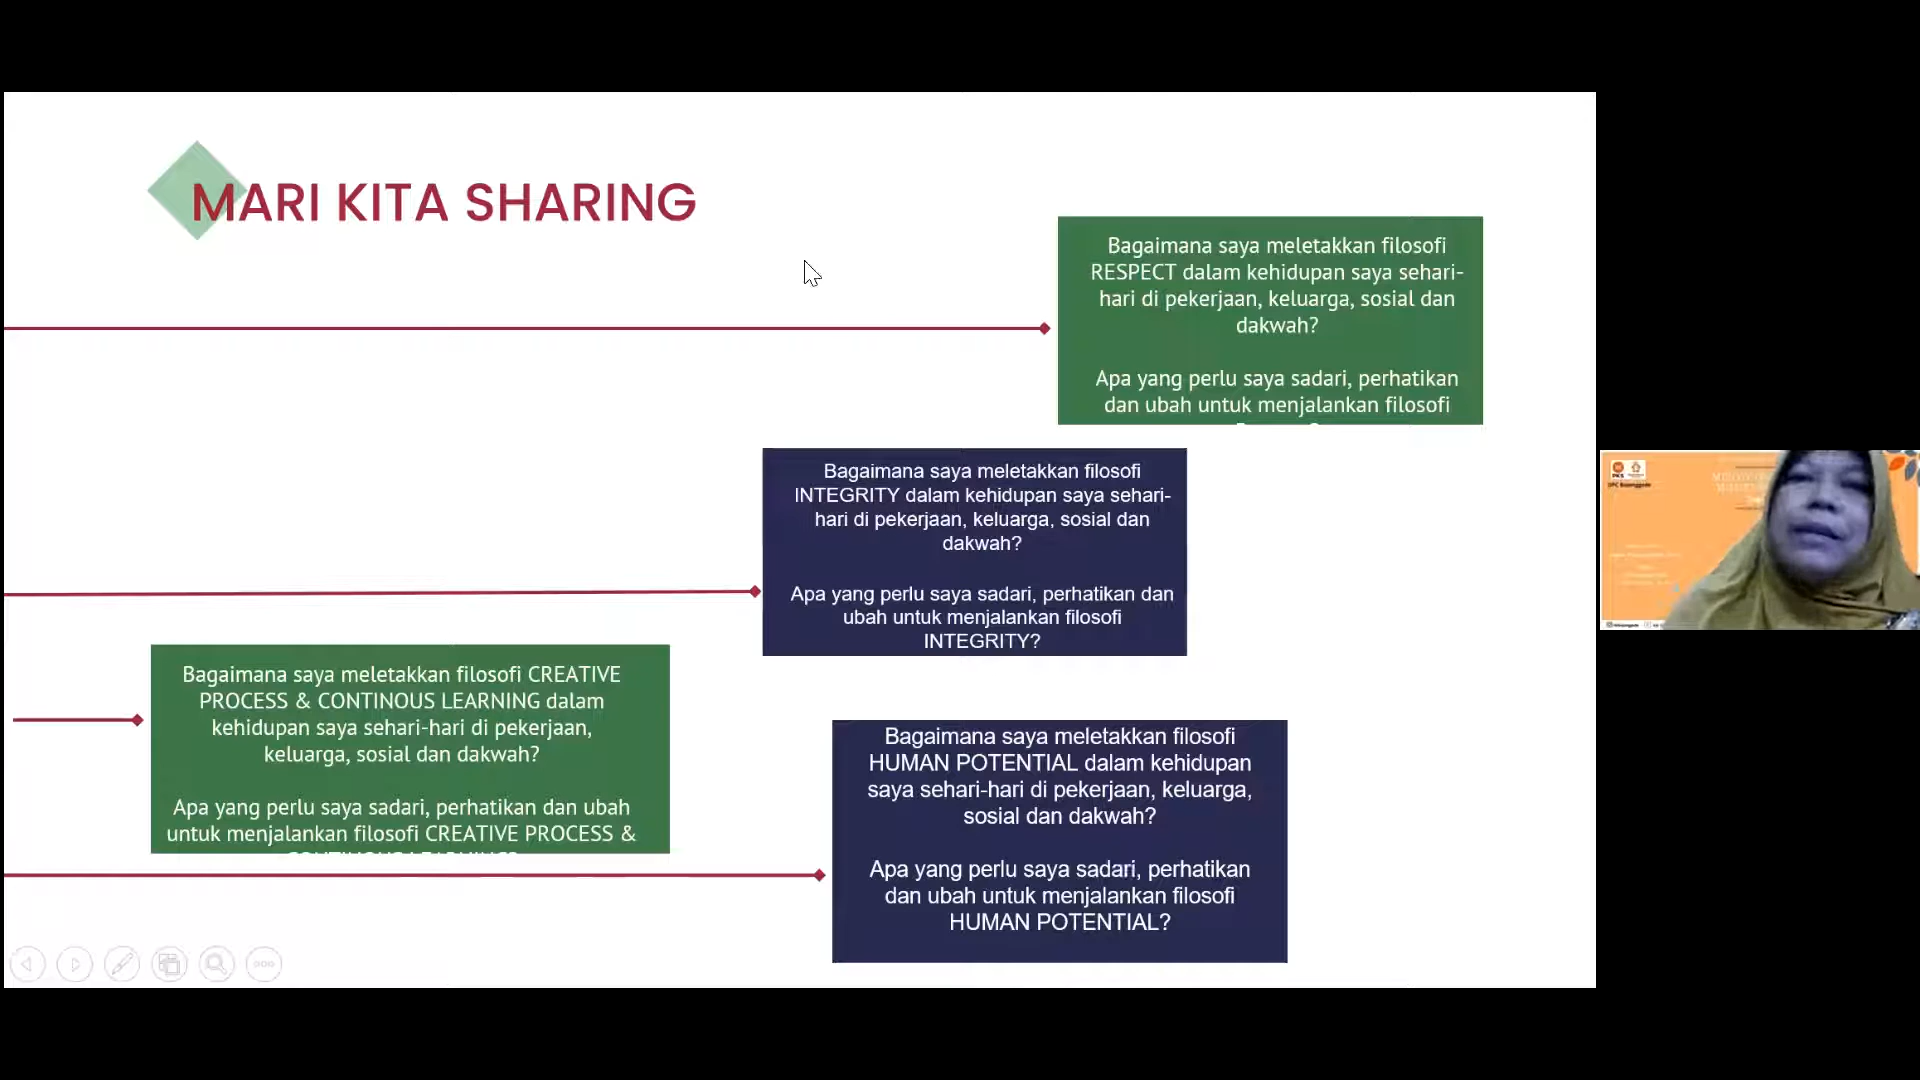 MARI KITA SHARING
Bagaimana saya meletakkan filosofi
RESPECT dalam kehidupan saya sehari-
hari di pekerjaan, keluarga, sosial dan
dakwah?
Apa yang perlu saya sadari, perhatikan
dan ubah untuk menjalankan filosofi
Bagaimana saya meletakkan filosofi
INTEGRITY dalam kehidupan saya sehari-
hari di pekerjaan, keluarga, sosial dan
dakwah?
Apa yang perlu saya sadari, perhatikan dan
ubah untuk menjalankan filosofi
INTEGRITY?
Bagaimana saya meletakkan filosofi CREATIVE
PROCESS & CONTINOUS LEARNING dalam
kehidupan saya sehari-hari di pekerjaan,
keluarga, sosial dan dakwah?
Apa yang perlu saya sadari, perhatikan dan ubah
untuk menjalankan filosofi CREATIVE PROCESS &
Bagaimana saya meletakkan filosofi
HUMAN POTENTIAL dalam kehidupan
saya sehari-hari di pekerjaan, keluarga,
sosial dan dakwah?
Apa yang perlu saya sadari, perhatikan
dan ubah untuk menjalankan filosofi
HUMAN POTENTIAL?
PKS